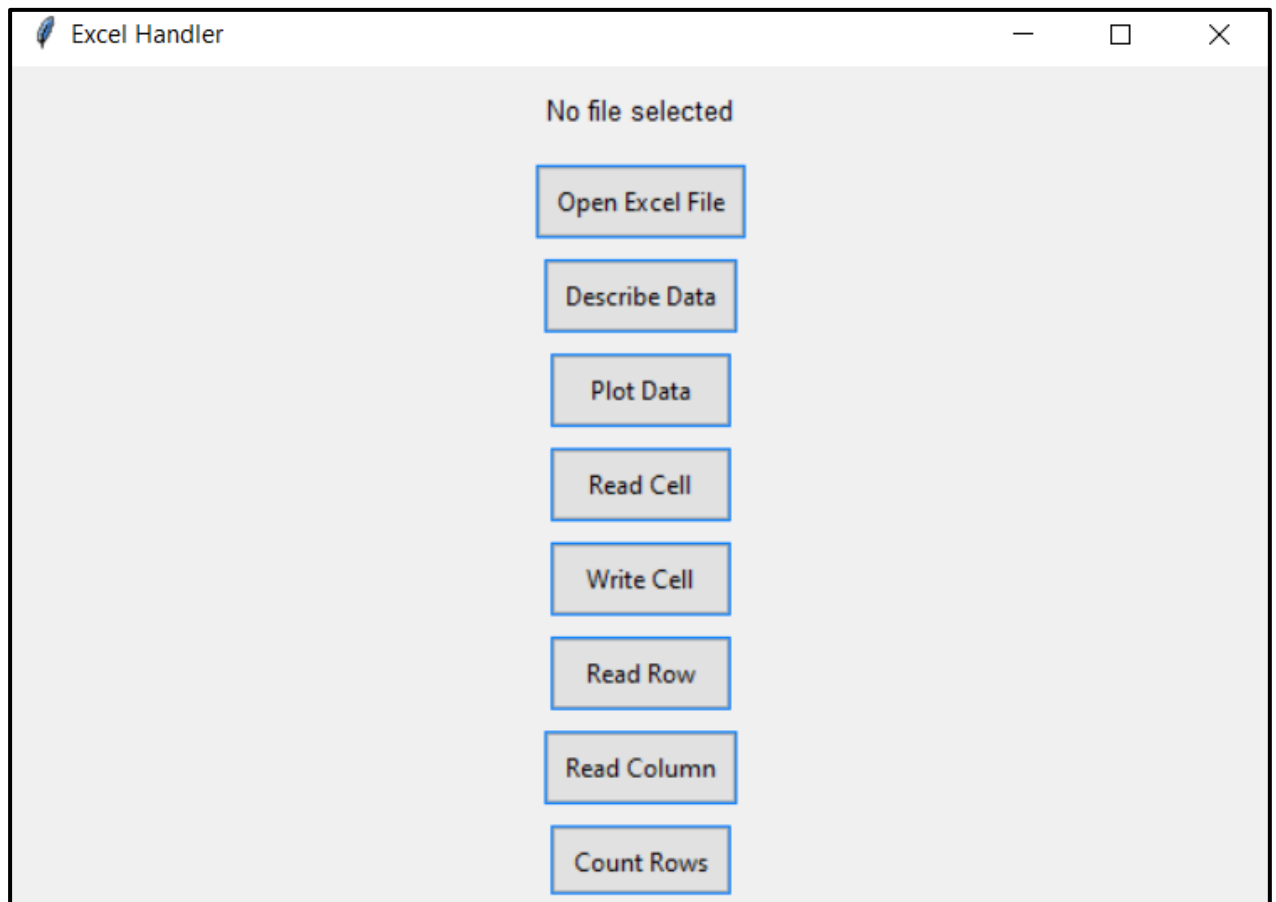 Excel Handler
No file selected
Open Excel File
Describe Data
Plot Data
Read Cell
Write Cell
Read Row
Read Column
Count Rows